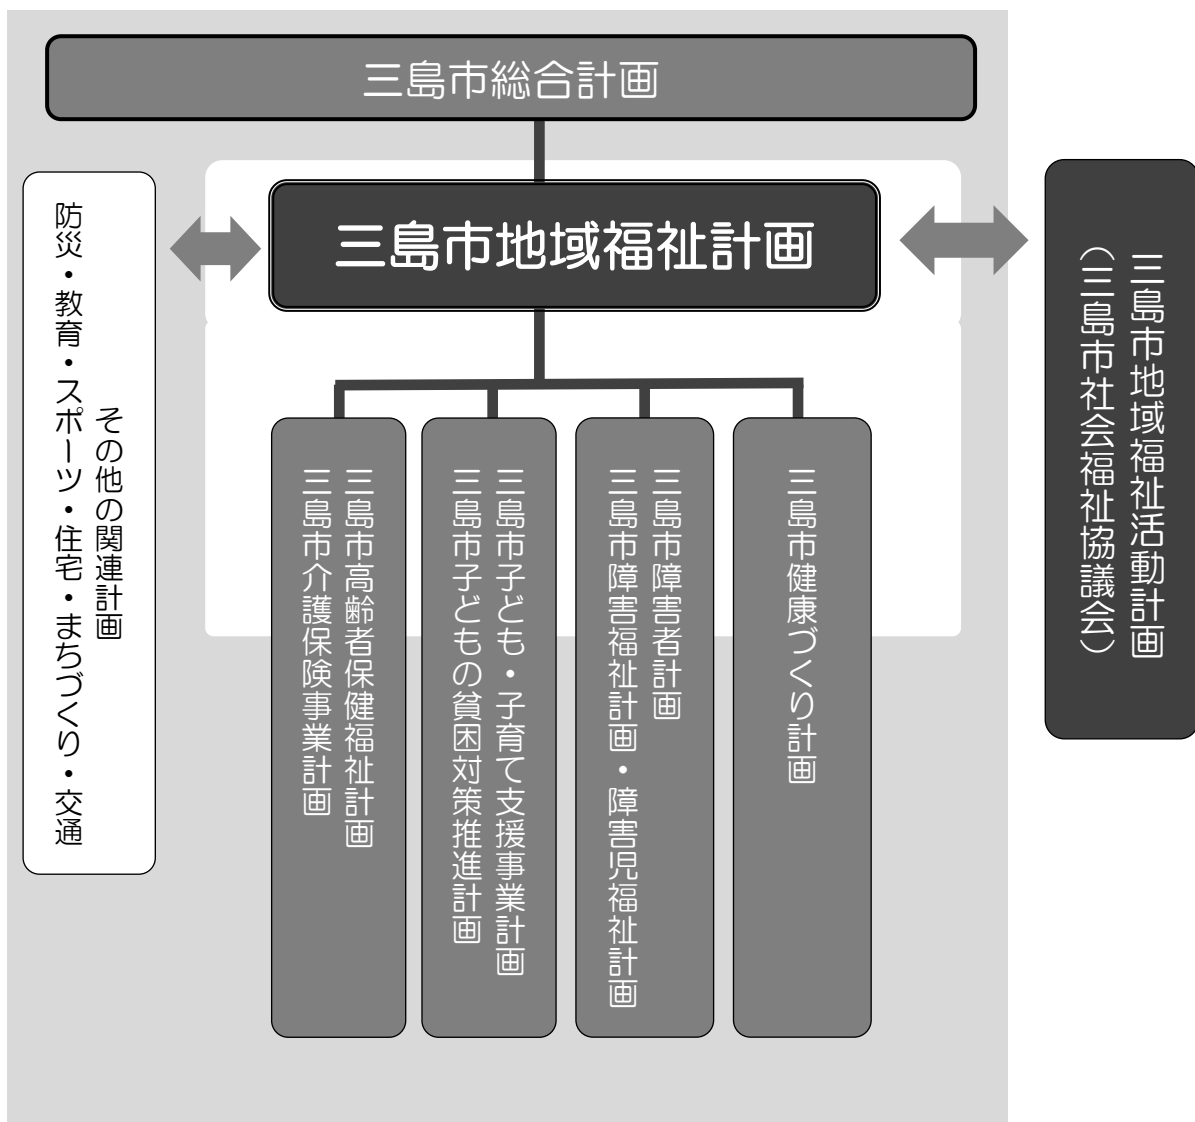 三島市総合計画
三島市地域福祉計画
三島市地域福祉活動計画
（三島市社会福祉協議会）
三島市健康づくり計画
三島市障害者計画
三島市障害福祉計画・障害児福祉計画
三島市子ども・子育て支援事業計画
三島市子どもの貧困対策推進計画
三島市高齢者保健福祉計画
三島市介護保険事業計画
その他の関連計画
防災・教育・スポーツ・住宅・まちづくり・交通